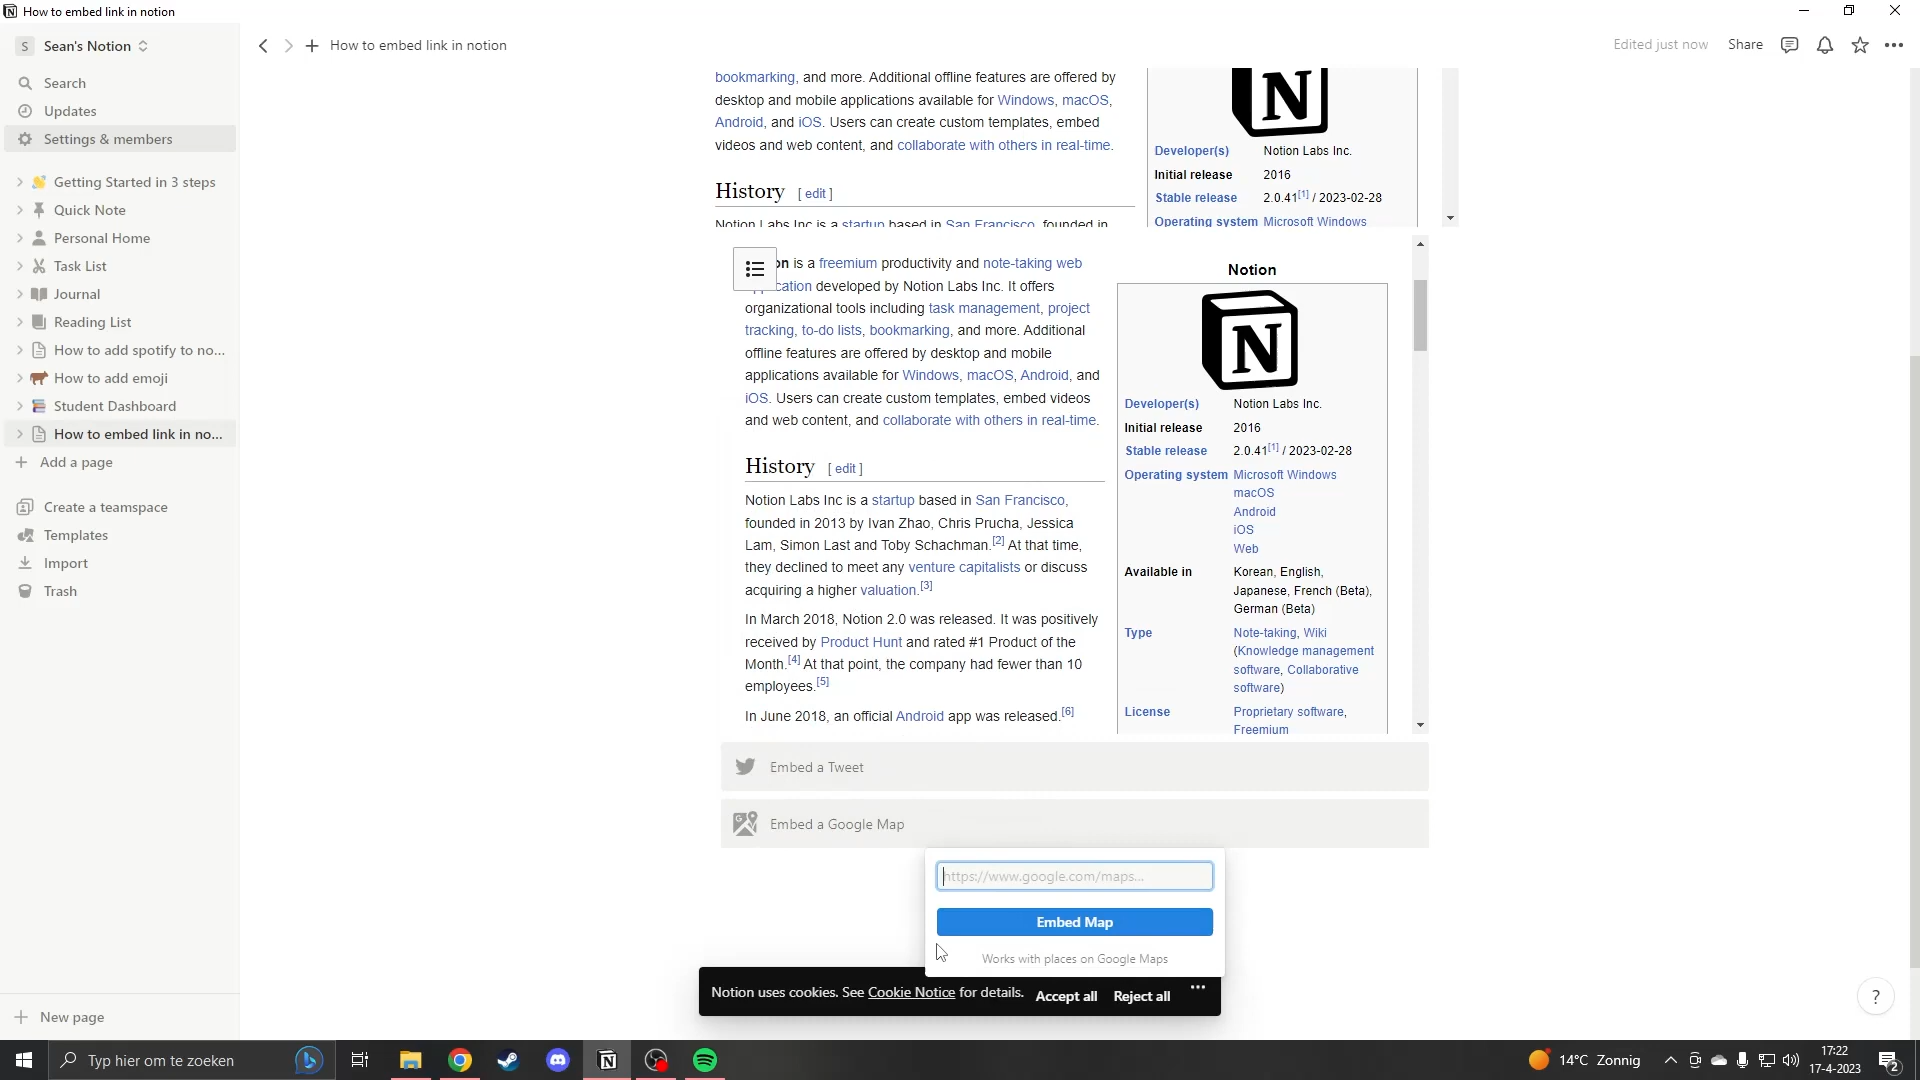 How to embed link in notion
S Sean's Notion
Search
Updates
Settings & members
Getting Started in 3 steps
Quick Note
Personal Home
Task List
Journal
Reading List
How to add spotify to no...
How to add emoji
Student Dashboard
How to embed link in no...
Add a page
Create a teamspace
Templates
Import
Trash
New page
How to embed link in notion
Edited just now
Share
bookmarking, and more. Additional offline features are offered by
desktop and mobile applications available for Windows, macOS,
Android, and iOS. Users can create custom templates, embed
videos and web content, and collaborate with others in real-time.
History [ edit ]
Notion Labs Inc is a startup based in San Francisco, founded in
N
Developer(s) Notion Labs Inc.
Initial release 2016
Stable release 2.0.41[1] / 2023-02-28
Operating system Microsoft Windows
on is a freemium productivity and note-taking web
cation developed by Notion Labs Inc. It offers
organizational tools including task management, project
tracking, to-do lists, bookmarking, and more. Additional
offline features are offered by desktop and mobile
applications available for Windows, macOS, Android, and
iOS. Users can create custom templates, embed videos
and web content, and collaborate with others in real-time.
History [ edit ]
Notion Labs Inc is a startup based in San Francisco,
founded in 2013 by Ivan Zhao, Chris Prucha, Jessica
Lam, Simon Last and Toby Schachman.[2] At that time,
they declined to meet any venture capitalists or discuss
acquiring a higher valuation.[3]
In March 2018, Notion 2.0 was released. It was positively
received by Product Hunt and rated #1 Product of the
Month.[4] At that point, the company had fewer than 10
employees.[5]
In June 2018, an official Android app was released.[6]
Notion
N
Developer(s) Notion Labs Inc.
Initial release 2016
Stable release 2.0.41[1] / 2023-02-28
Operating system Microsoft Windows
macOS
Android
iOS
Web
Available in Korean, English,
Japanese, French (Beta),
German (Beta)
Type Note-taking, Wiki
(Knowledge management
software, Collaborative
software)
License Proprietary software,
Freemium
Embed a Tweet
Embed a Google Map
https://www.google.com/maps...
Embed Map
Works with places on Google Maps
Notion uses cookies. See Cookie Notice for details. Accept all Reject all ...
?
Typ hier om te zoeken
14°C Zonnig
17:22
17-4-2023
2